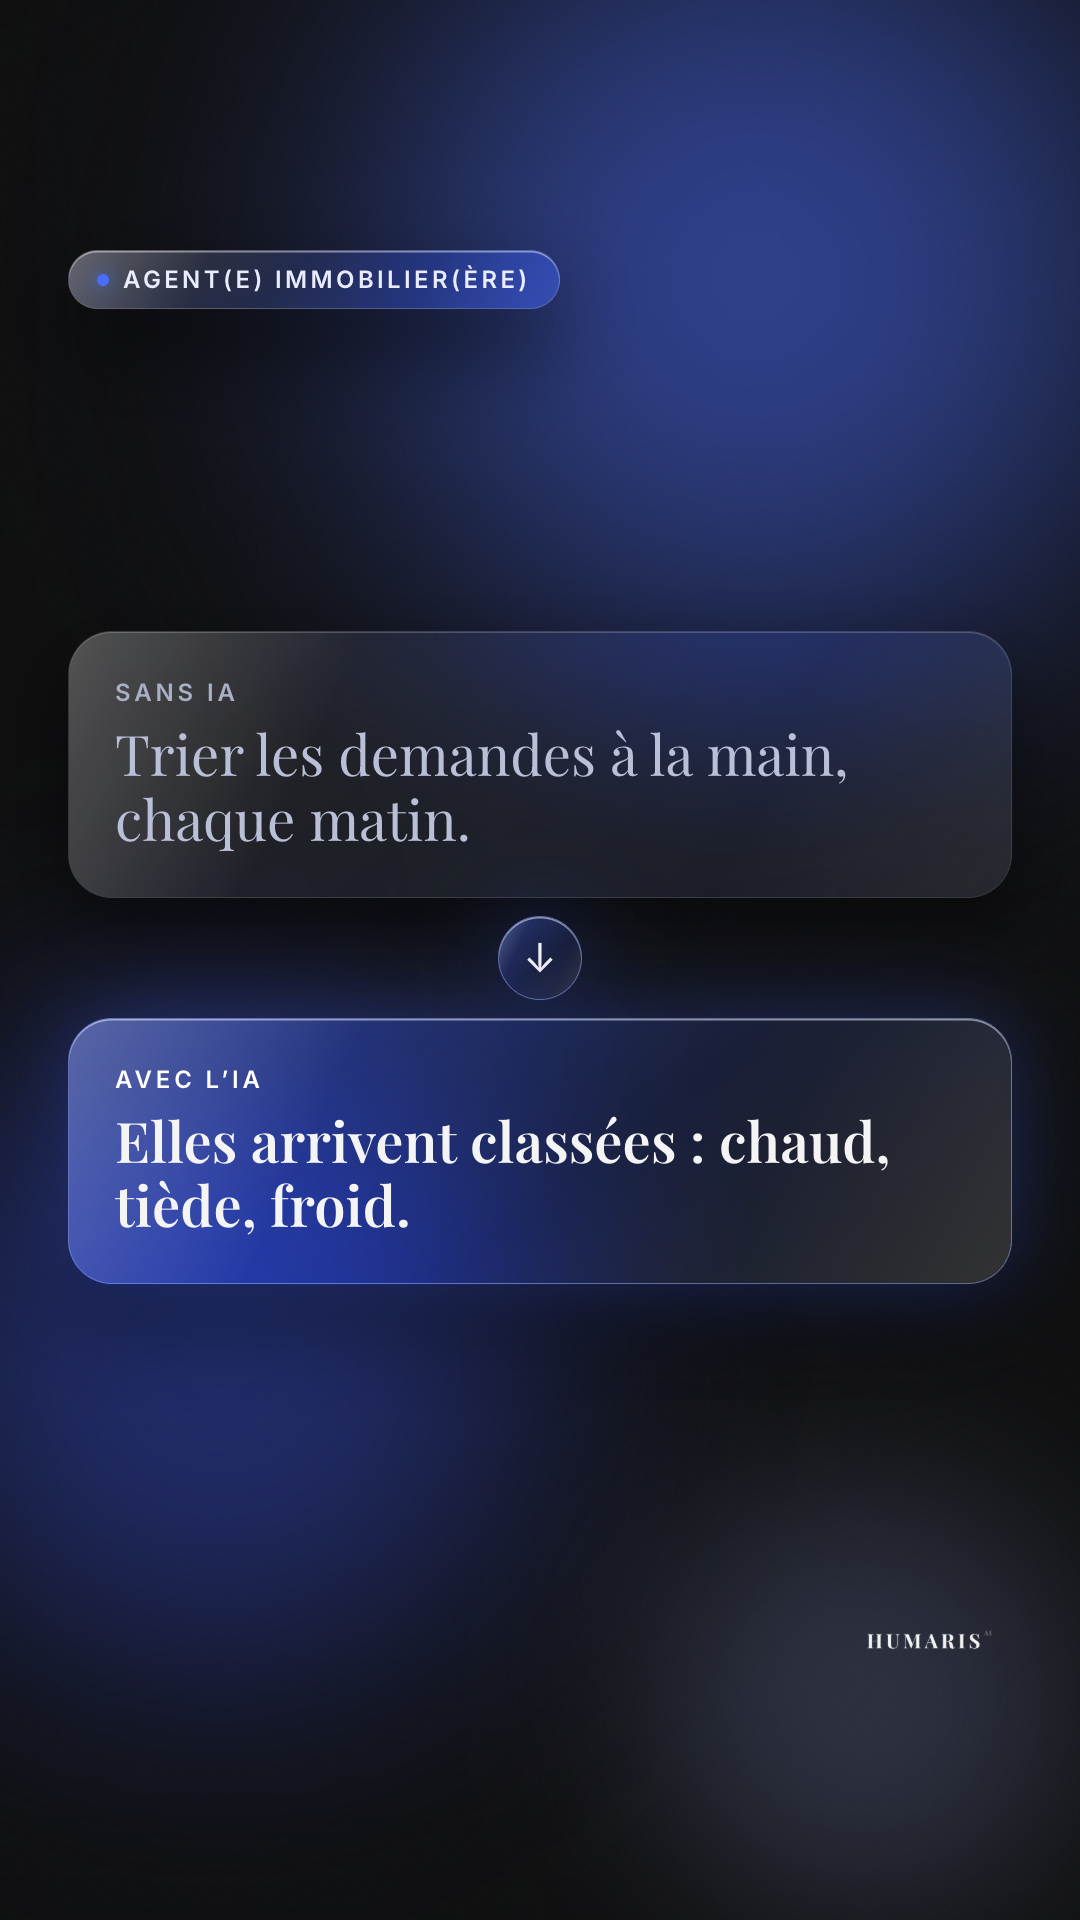 AGENT(E) IMMOBILIER(ÈRE)
SANS IA
Trier les demandes à la main,
chaque matin.
AVEC L’IA
Elles arrivent classées : chaud,
tiède, froid.
HUMARIS AI